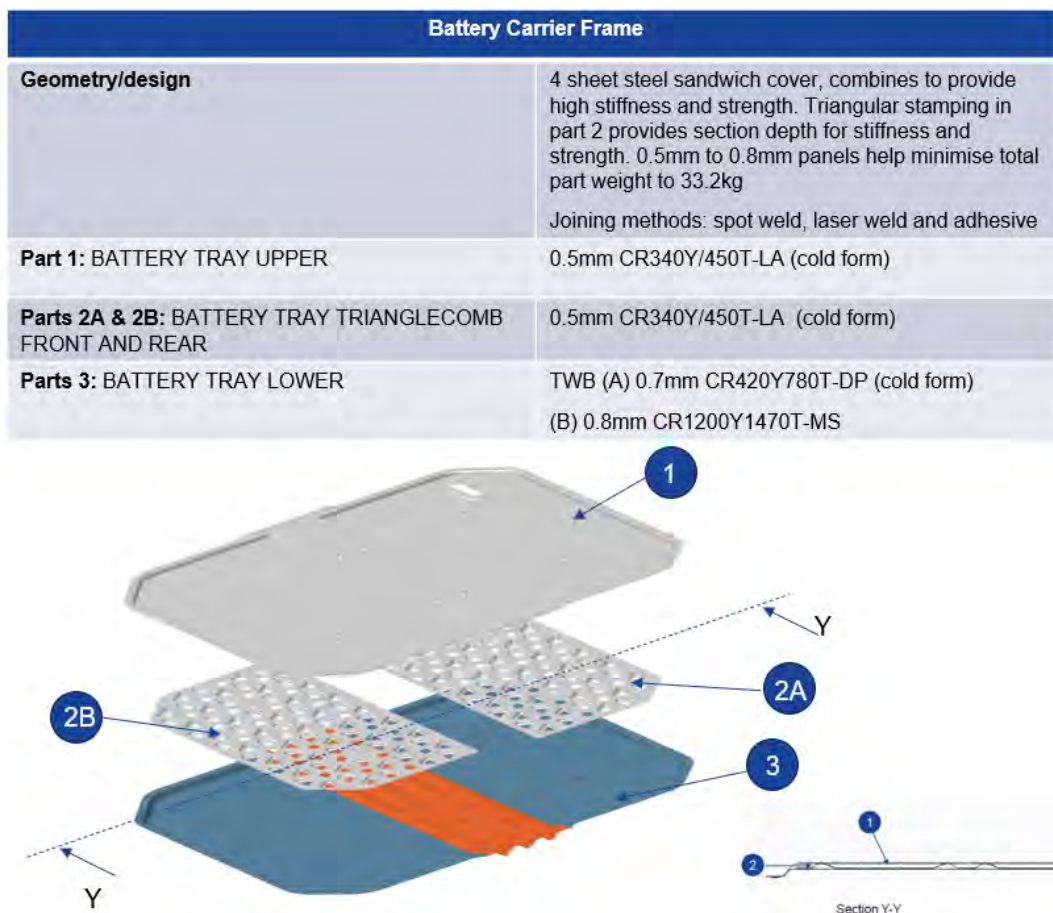 Battery Carrier Frame
Geometry/design
4 sheet steel sandwich cover, combines to provide
high stiffness and strength. Triangular stamping in
part 2 provides section depth for stiffness and
strength. 0.5mm to 0.8mm panels help minimise total
part weight to 33.2kg
Joining methods: spot weld, laser weld and adhesive
Part 1: BATTERY TRAY UPPER
0.5mm CR340Y/450T-LA (cold form)
Parts 2A & 2B: BATTERY TRAY TRIANGLECOMB
FRONT AND REAR
0.5mm CR340Y/450T-LA (cold form)
Parts 3: BATTERY TRAY LOWER
TWB (A) 0.7mm CR420Y780T-DP (cold form)
(B) 0.8mm CR1200Y1470T-MS
1
Y
2A
2B
3
1
2
Y
Section Y-Y